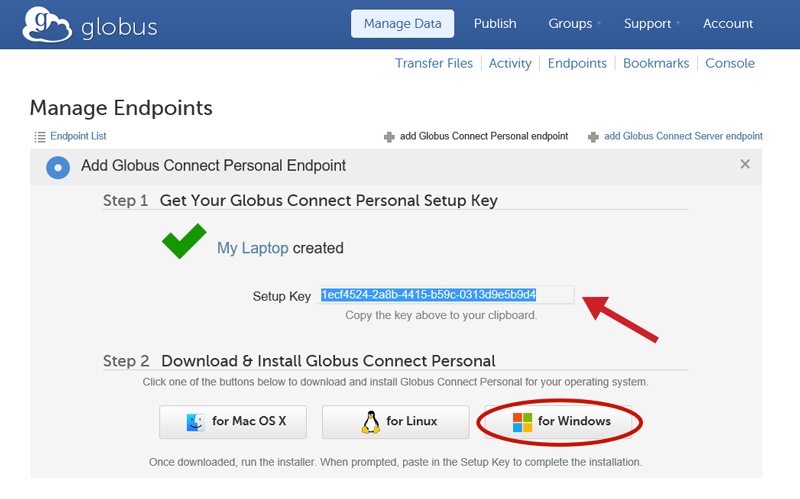 globus
Manage Data Publish Groups Support Account
Transfer Files Activity Endpoints Bookmarks Console
Manage Endpoints
Endpoint List add Globus Connect Personal endpoint add Globus Connect Server endpoint
Add Globus Connect Personal Endpoint
Step 1 Get Your Globus Connect Personal Setup Key
My Laptop created
Setup Key 1ecf4524-2a8b-4415-b59c-0313d9e5b9d4
Copy the key above to your clipboard.
Step 2 Download & Install Globus Connect Personal
Click one of the buttons below to download and install Globus Connect Personal for your operating system.
for Mac OS X for Linux for Windows
Once downloaded, run the installer. When prompted, paste in the Setup Key to complete the installation.